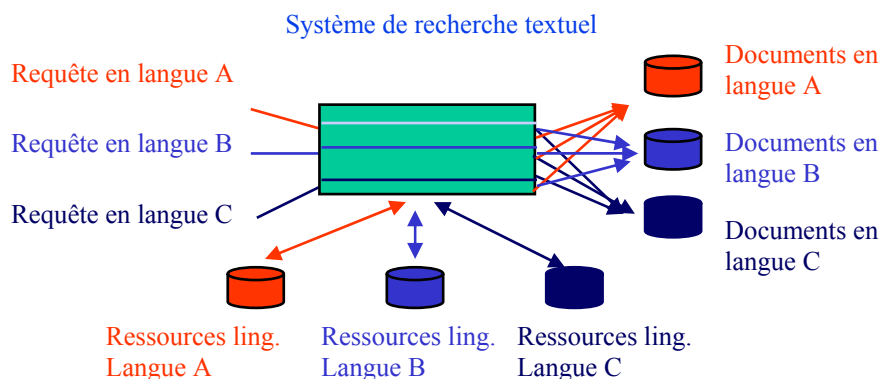 Système de recherche textuel
Requête en langue A
Documents en
langue A
Requête en langue B
Documents en
langue B
Requête en langue C
Documents en
langue C
Ressources ling.
Langue A
Ressources ling.
Langue B
Ressources ling.
Langue C